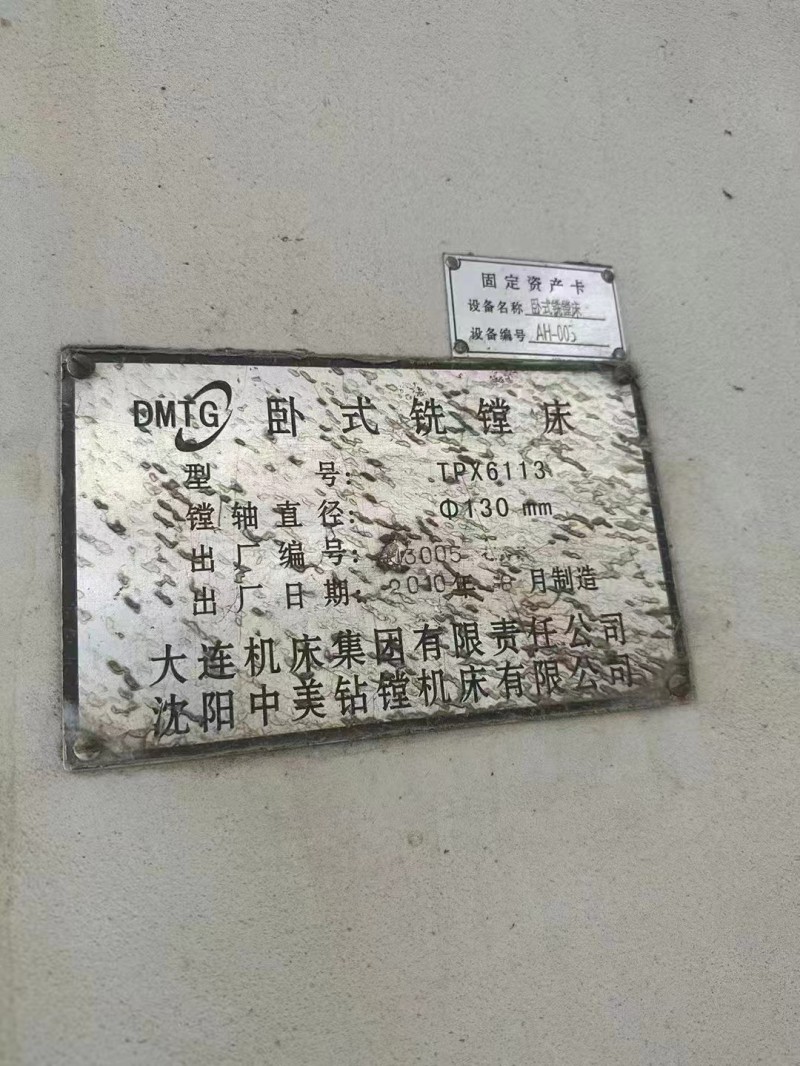 固定资产卡
设备名称 卧式铣镗床
设备编号 AH-005
DMTG 卧式铣镗床
型号: TPX6113
镗轴直径: Φ130 mm
出厂编号:
出厂日期: 2010年 月制造
大连机床集团有限责任公司
沈阳中美钻镗机床有限公司